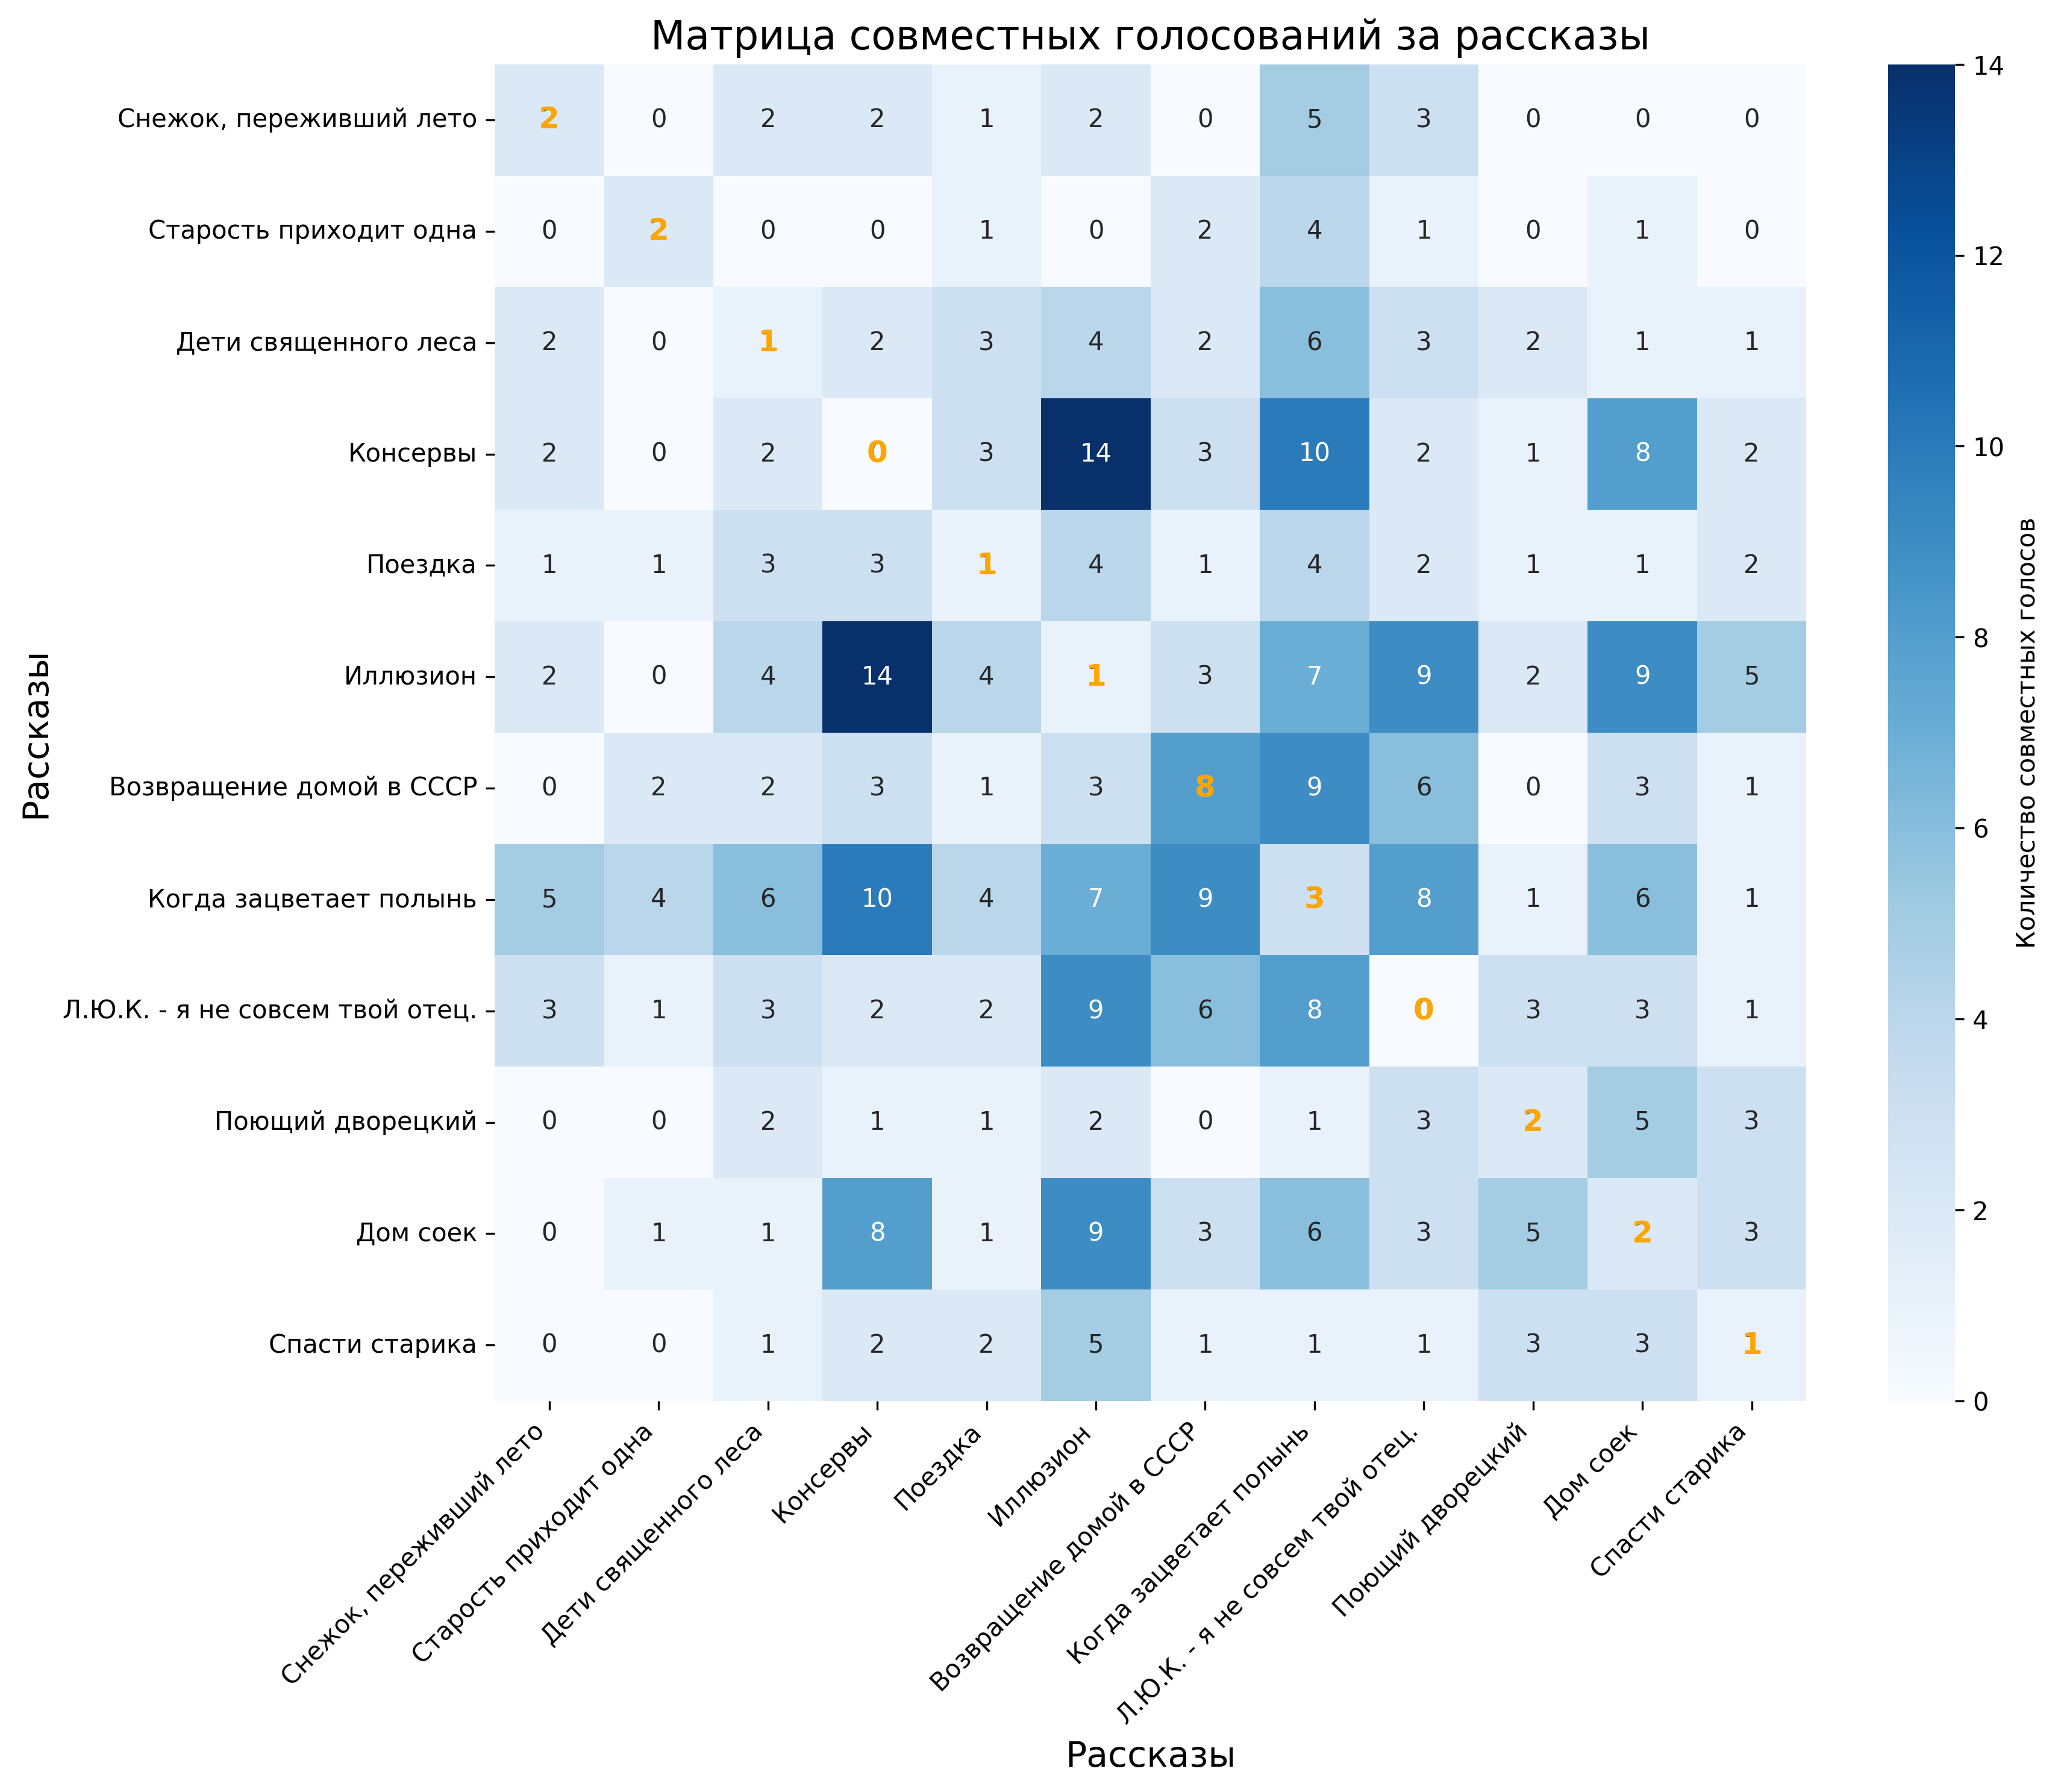 Матрица совместных голосований за рассказы
Снежок, переживший лето 2 0 2 2 1 2 0 5 3 0 0 0
Старость приходит одна 0 2 0 0 1 0 2 4 1 0 1 0
Дети священного леса 2 0 1 2 3 4 2 6 3 2 1 1
Консервы 2 0 2 0 3 14 3 10 2 1 8 2
Поездка 1 1 3 3 1 4 1 4 2 1 1 2
Иллюзион 2 0 4 14 4 1 3 7 9 2 9 5
Возвращение домой в СССР 0 2 2 3 1 3 8 9 6 0 3 1
Когда зацветает полынь 5 4 6 10 4 7 9 3 8 1 6 1
Л.Ю.К. - я не совсем твой отец. 3 1 3 2 2 9 6 8 0 3 3 1
Поющий дворецкий 0 0 2 1 1 2 0 1 3 2 5 3
Дом соек 0 1 1 8 1 9 3 6 3 5 2 3
Спасти старика 0 0 1 2 2 5 1 1 1 3 3 1
Рассказы
Снежок, переживший лето
Старость приходит одна
Дети священного леса
Консервы
Поездка
Иллюзион
Возвращение домой в СССР
Когда зацветает полынь
Л.Ю.К. - я не совсем твой отец.
Поющий дворецкий
Дом соек
Спасти старика
Рассказы
14
12
10
8
6
4
2
0
Количество совместных голосов